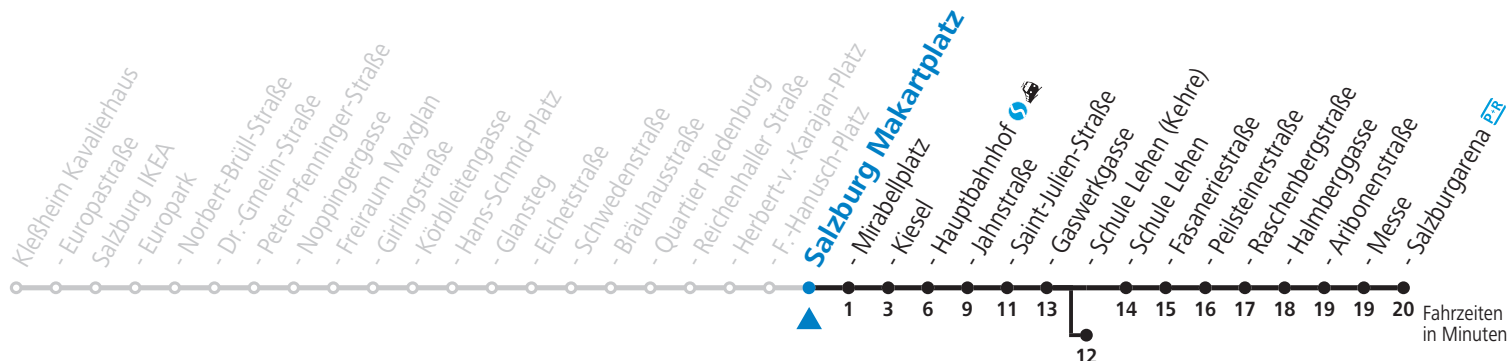 Kleßheim Kavalierhaus
- Europastraße
Salzburg IKEA
- Europark
- Norbert-Brüll-Straße
- Dr. Gmelin-Straße
- Peter-Pfenninger-Straße
- Noppingergasse
- Freiraum Maxglan
- Girlingstraße
- Körblleitengasse
- Hans-Schmid-Platz
- Glansteg
- Eichetstraße
- Schwedenstraße
- Bräuhausstraße
- Quartier Riedenburg
- Reichenhaller Straße
- Herbert-v.-Karajan-Platz
- F.-Hanusch-Platz
Salzburg Makartplatz
- Mirabellplatz
- Kiesel
- Hauptbahnhof
- Jahnstraße
- Saint-Julien-Straße
- Gaswerkgasse
- Schule Lehen (Kehre)
- Schule Lehen
- Fasaneriestraße
- Peilsteinerstraße
- Raschenbergstraße
- Halmberggasse
- Aribonenstraße
- Messe
- Salzburgarena P+R
1 3 6 9 11 13 14 15 16 17 18 19 19 20
12
Fahrzeiten
in Minuten